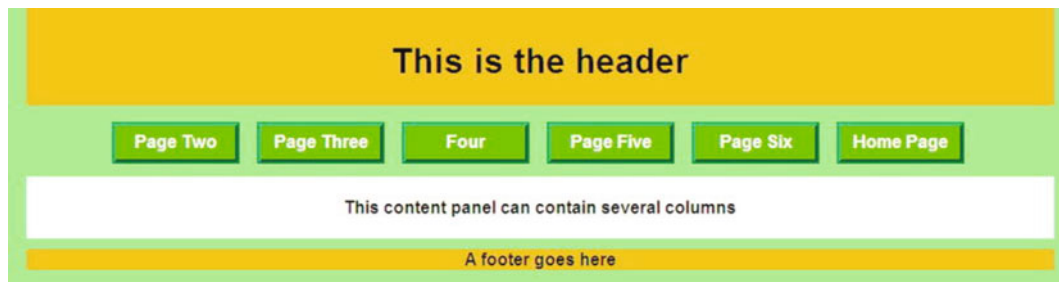 This is the header
Page Two Page Three Four Page Five Page Six Home Page
This content panel can contain several columns
A footer goes here